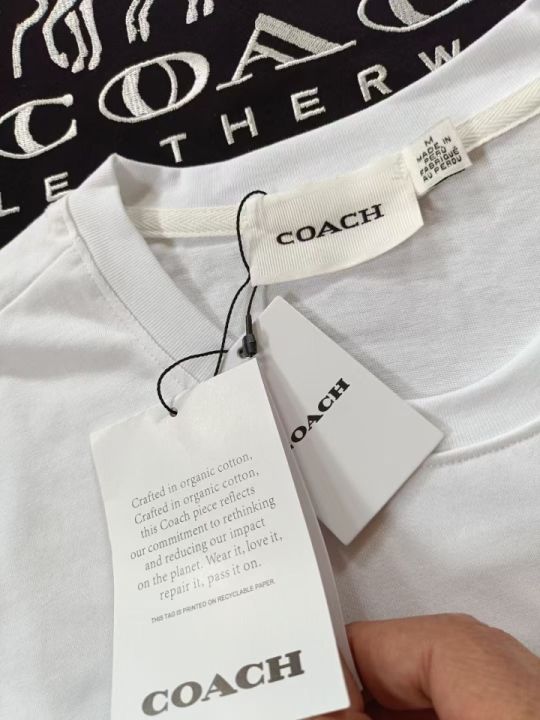 COACH
LE THERW
M
MADE IN
PERU
FABRIQUÉ
AU PEROU
COACH
OACH
Crafted in organic cotton,
Crafted in organic cotton,
this Coach piece reflects
our commitment to rethinking
and reducing our impact
on the planet. Wear it, love it,
repair it, pass it on.
THIS TAG IS PRINTED ON RECYCLABLE PAPER.
COACH